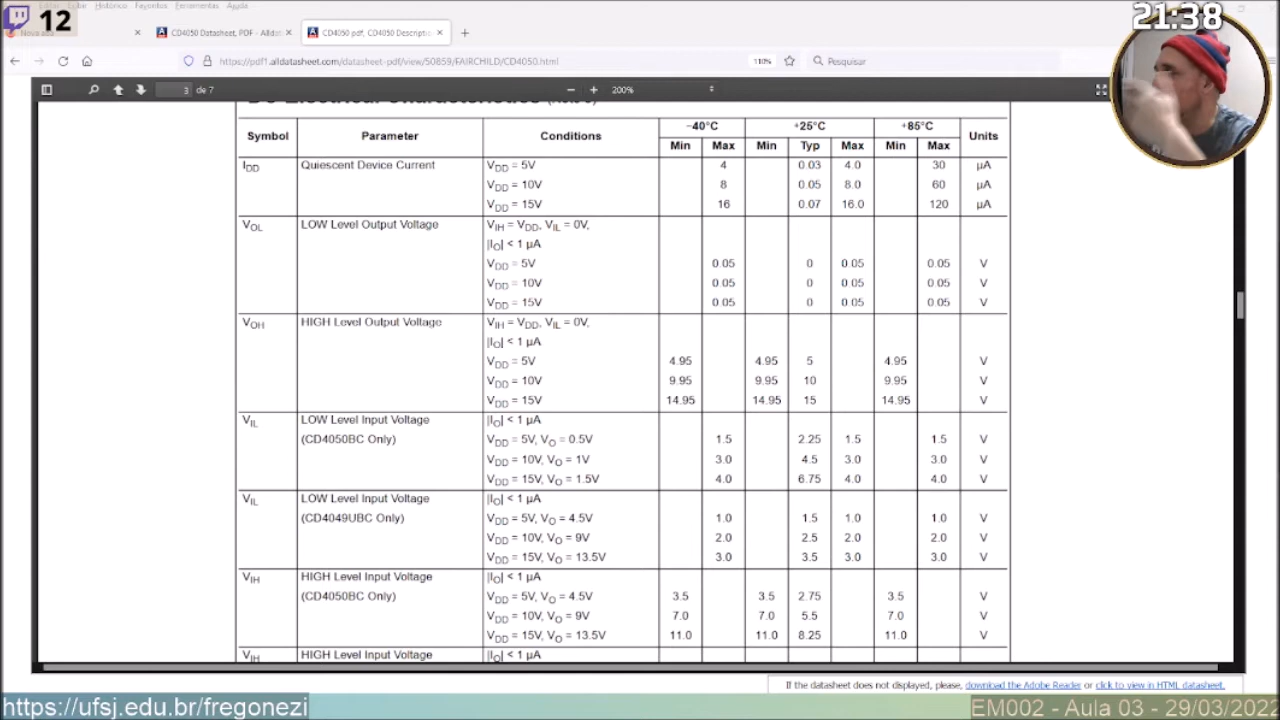 12
Editar Exibir Histórico Favoritos Ferramentas Ajuda
21:38
Nova aba
CD4050 Datasheet, PDF - Alldat
CD4050 pdf, CD4050 Descriptio
https://pdf1.alldatasheet.com/datasheet-pdf/view/50859/FAIRCHILD/CD4050.html
110%
Pesquisar
3 de 7
200%
DC Electrical Characteristics
Symbol Parameter Conditions −40°C +25°C +85°C Units
Min Max Min Typ Max Min Max
IDD Quiescent Device Current VDD = 5V 4 0.03 4.0 30 µA
VDD = 10V 8 0.05 8.0 60 µA
VDD = 15V 16 0.07 16.0 120 µA
VOL LOW Level Output Voltage VIH = VDD, VIL = 0V,
|IO| < 1 µA
VDD = 5V 0.05 0 0.05 0.05 V
VDD = 10V 0.05 0 0.05 0.05 V
VDD = 15V 0.05 0 0.05 0.05 V
VOH HIGH Level Output Voltage VIH = VDD, VIL = 0V,
|IO| < 1 µA
VDD = 5V 4.95 4.95 5 4.95 V
VDD = 10V 9.95 9.95 10 9.95 V
VDD = 15V 14.95 14.95 15 14.95 V
VIL LOW Level Input Voltage |IO| < 1 µA
(CD4050BC Only) VDD = 5V, VO = 0.5V 1.5 2.25 1.5 1.5 V
VDD = 10V, VO = 1V 3.0 4.5 3.0 3.0 V
VDD = 15V, VO = 1.5V 4.0 6.75 4.0 4.0 V
VIL LOW Level Input Voltage |IO| < 1 µA
(CD4049UBC Only) VDD = 5V, VO = 4.5V 1.0 1.5 1.0 1.0 V
VDD = 10V, VO = 9V 2.0 2.5 2.0 2.0 V
VDD = 15V, VO = 13.5V 3.0 3.5 3.0 3.0 V
VIH HIGH Level Input Voltage |IO| < 1 µA
(CD4050BC Only) VDD = 5V, VO = 4.5V 3.5 3.5 2.75 3.5 V
VDD = 10V, VO = 9V 7.0 7.0 5.5 7.0 V
VDD = 15V, VO = 13.5V 11.0 11.0 8.25 11.0 V
VIH HIGH Level Input Voltage |IO| < 1 µA
If the datasheet does not displayed, please, download the Adobe Reader or click to view in HTML datasheet.
https://ufsj.edu.br/fregonezi
EM002 - Aula 03 - 29/03/2022